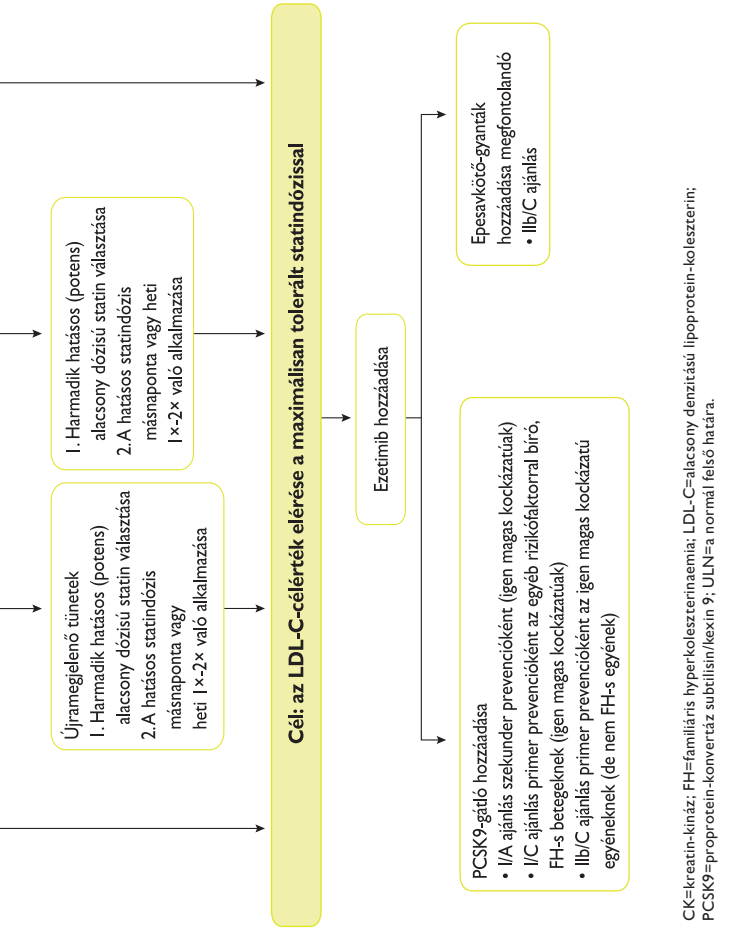 Újramegjelenő tünetek
1. Harmadik hatásos (potens)
alacsony dózisú statin választása
2. A hatásos statindózis
másnaponta vagy
heti 1×-2× való alkalmazása
1. Harmadik hatásos (potens)
alacsony dózisú statin választása
2. A hatásos statindózis
másnaponta vagy heti
1×-2× való alkalmazása
Cél: az LDL-C-célérték elérése a maximálisan tolerált statindózissal
Ezetimib hozzáadása
PCSK9-gátló hozzáadása
• I/A ajánlás szekunder prevencióként (igen magas kockázatúak)
• I/C ajánlás primer prevencióként az egyéb rizikófaktorral bíró,
FH-s betegeknek (igen magas kockázatúak)
• IIb/C ajánlás primer prevencióként az igen magas kockázatú
egyéneknek (de nem FH-s egyének)
Epesavkötő-gyanták
hozzáadása megfontolandó
• IIb/C ajánlás
CK=kreatin-kináz; FH=familiáris hyperkoleszterinaemia; LDL-C=alacsony denzitású lipoprotein-koleszterin;
PCSK9=proprotein-konvertáz subtilisin/kexin 9; ULN=a normál felső határa.